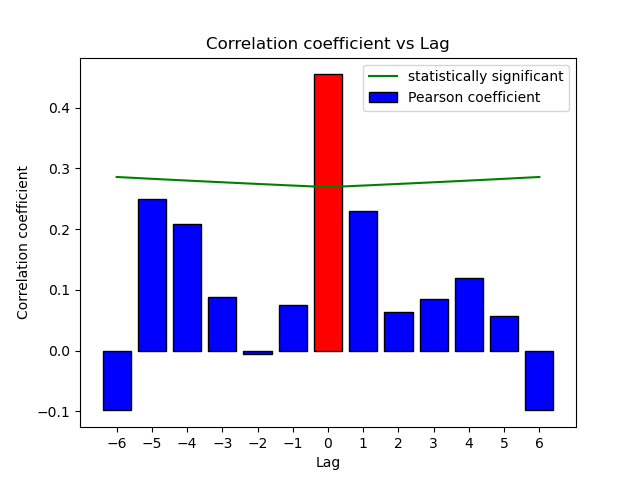 Correlation coefficient vs Lag
statistically significant
Pearson coefficient
Correlation coefficient
0.4
0.3
0.2
0.1
0.0
−0.1
−6 −5 −4 −3 −2 −1 0 1 2 3 4 5 6
Lag